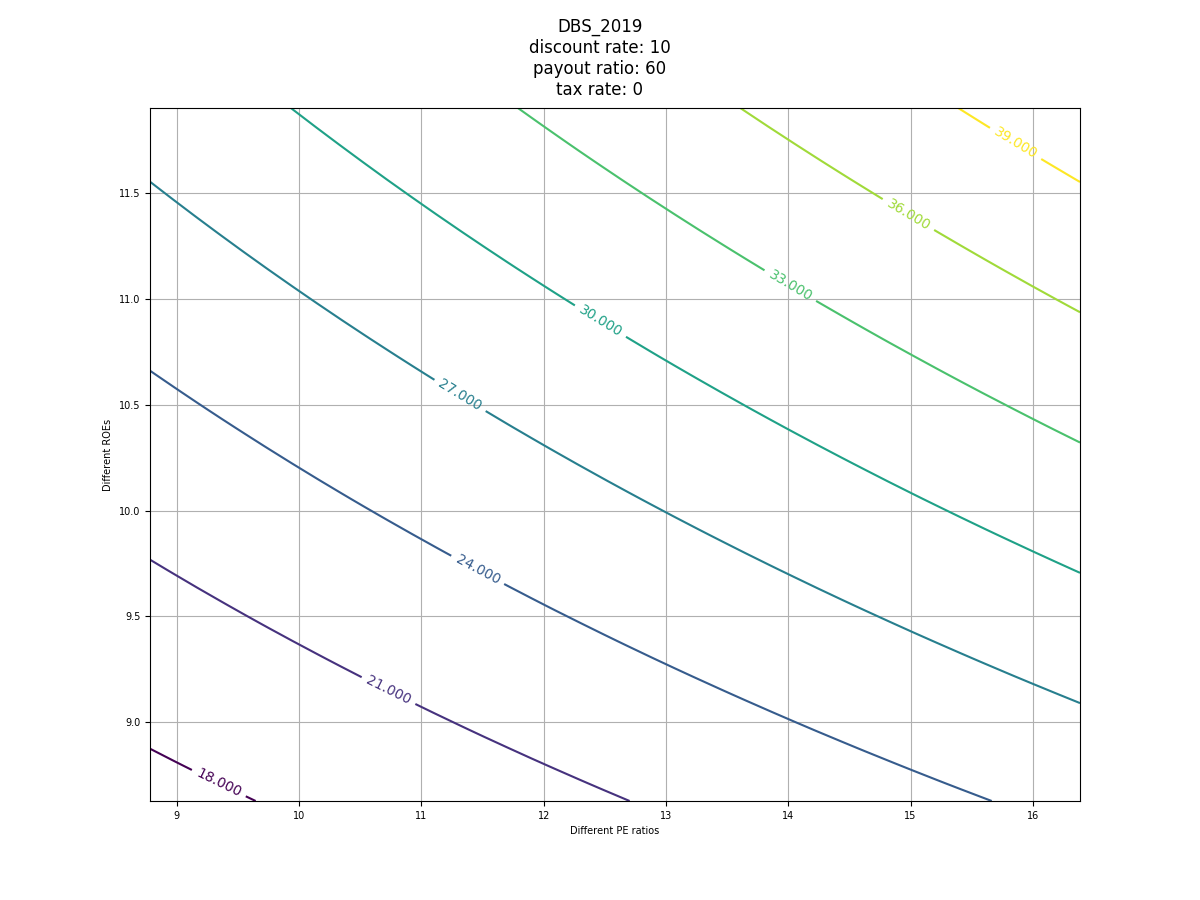 DBS_2019
discount rate: 10
payout ratio: 60
tax rate: 0
39.000
36.000
33.000
30.000
27.000
24.000
21.000
18.000
11.5
11.0
10.5
10.0
9.5
9.0
Different ROEs
9 10 11 12 13 14 15 16
Different PE ratios